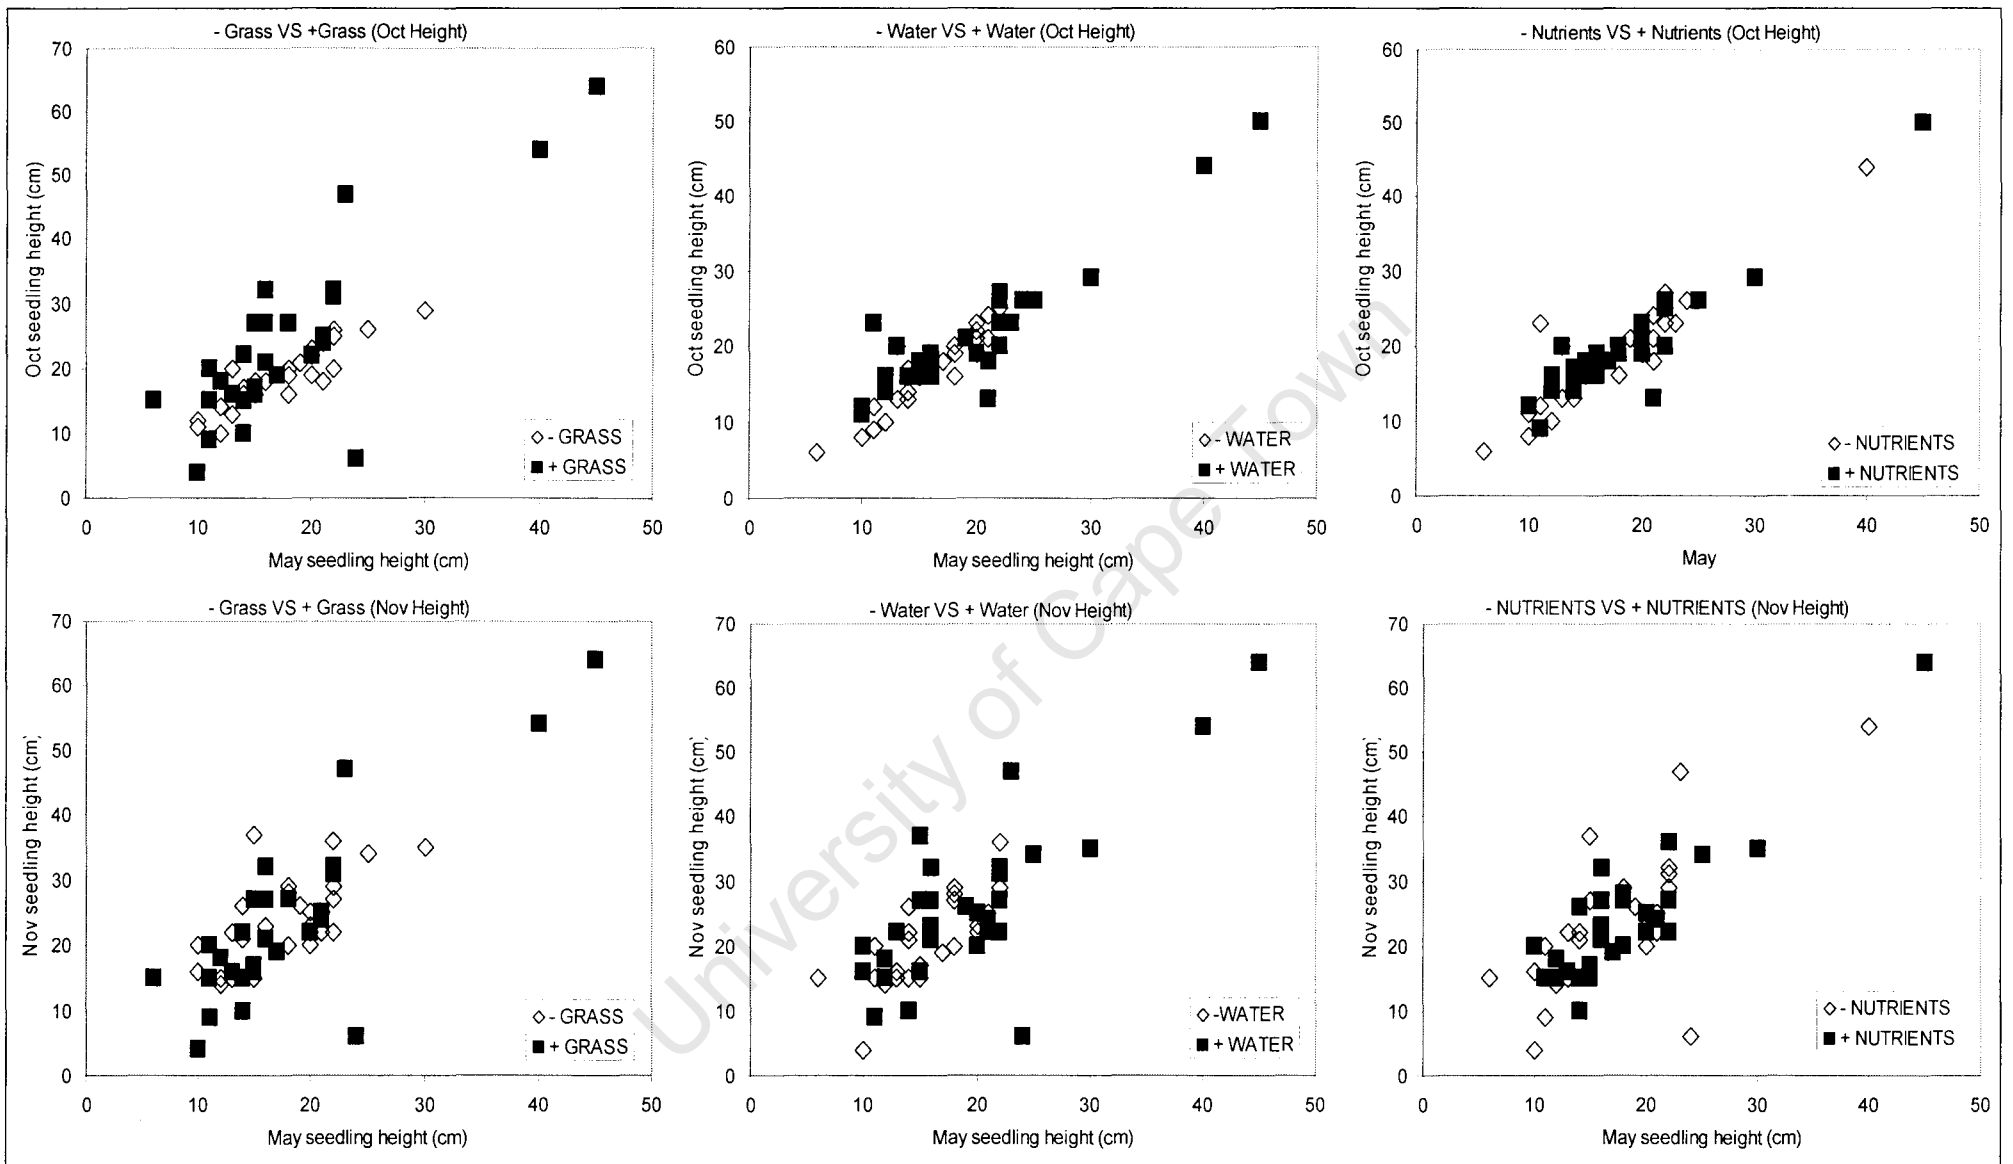 - Grass VS +Grass (Oct Height)
70
60
50
40
30
20
10
0
Oct seedling height (cm)
0 10 20 30 40 50
May seedling height (cm)
- GRASS
+ GRASS
- Water VS + Water (Oct Height)
60
50
40
30
20
10
0
Oct seedling height (cm)
0 10 20 30 40 50
May seedling height (cm)
- WATER
+ WATER
- Nutrients VS + Nutrients (Oct Height)
60
50
40
30
20
10
0
Oct seedling height (cm)
0 10 20 30 40 50
May
- NUTRIENTS
+ NUTRIENTS
- Grass VS + Grass (Nov Height)
70
60
50
40
30
20
10
0
Nov seedling height (cm)
0 10 20 30 40 50
May seedling height (cm)
- GRASS
+ GRASS
- Water VS + Water (Nov Height)
70
60
50
40
30
20
10
0
Nov seedling height (cm)
0 10 20 30 40 50
May seedling height (cm)
-WATER
+ WATER
- NUTRIENTS VS + NUTRIENTS (Nov Height)
70
60
50
40
30
20
10
0
Nov seedling height (cm)
0 10 20 30 40 50
May seedling height (cm)
- NUTRIENTS
+ NUTRIENTS
University of Cape Town